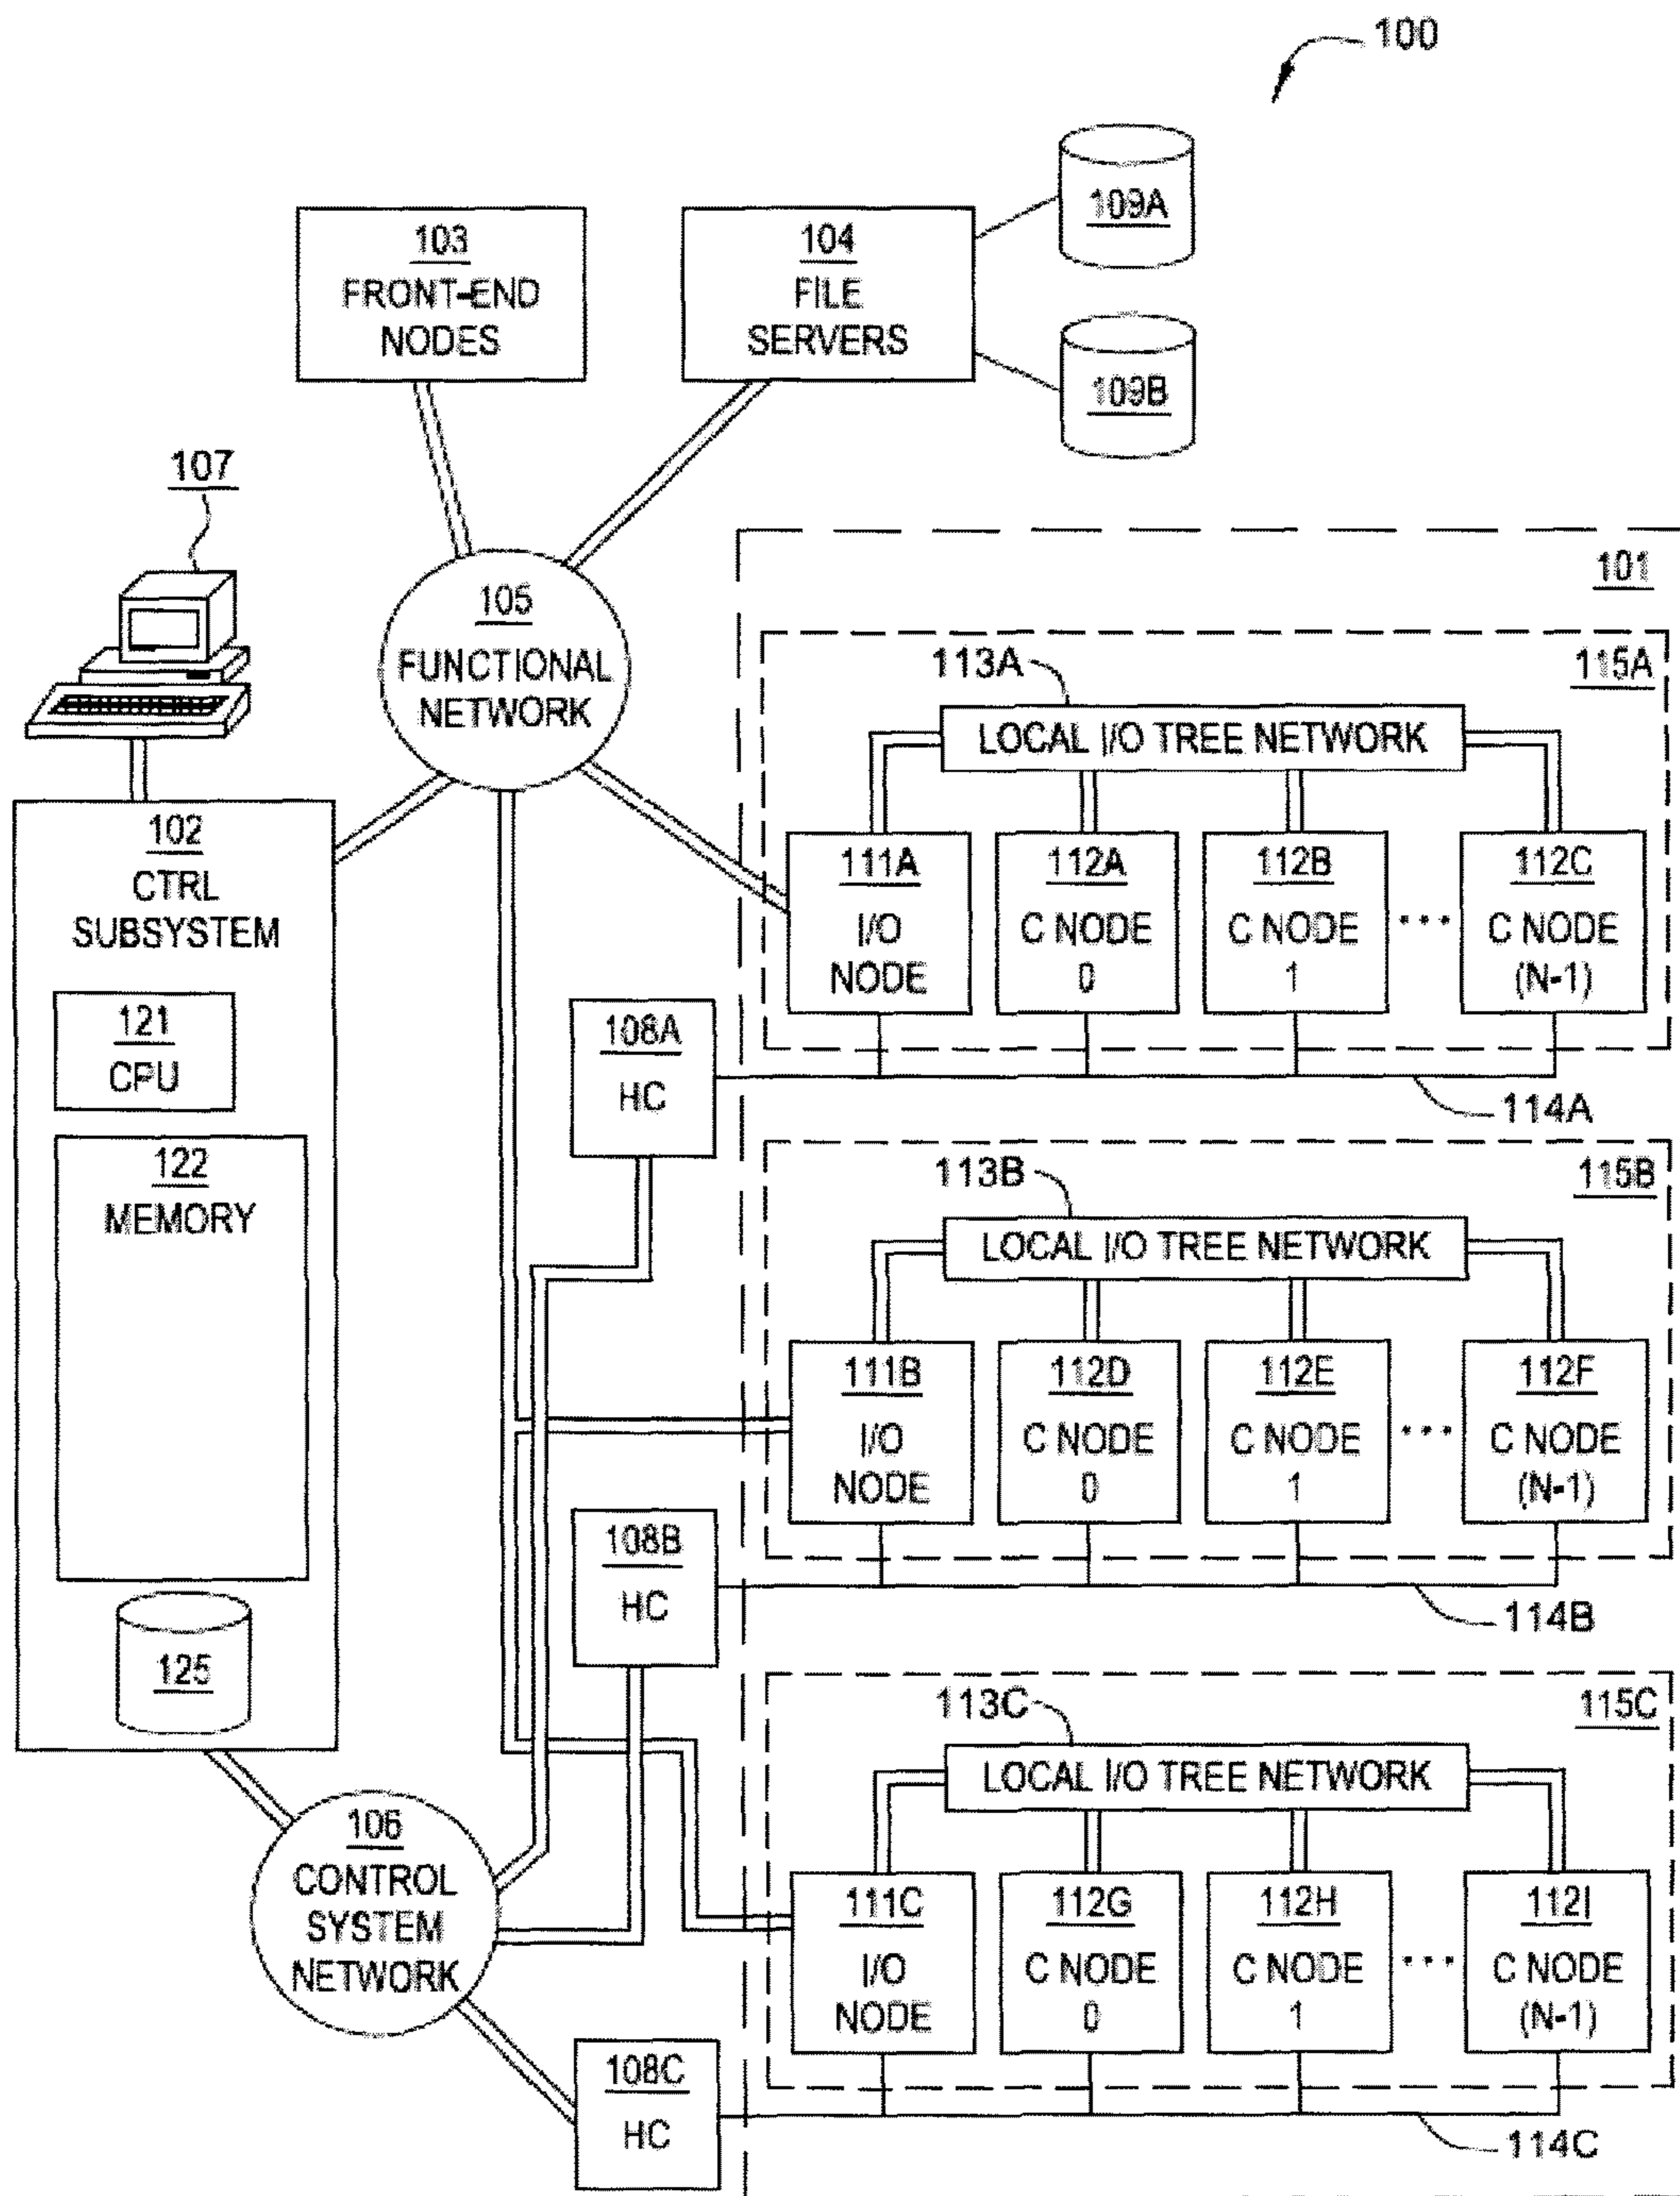 100
109A
103
FRONT-END
NODES
104
FILE
SERVERS
109B
107
105
FUNCTIONAL
NETWORK
101
115A
113A
LOCAL I/O TREE NETWORK
102
CTRL
SUBSYSTEM
111A
I/O
NODE
112A
C NODE
0
112B
C NODE
1
...
112C
C NODE
(N-1)
121
CPU
108A
HC
114A
122
MEMORY
115B
113B
LOCAL I/O TREE NETWORK
111B
I/O
NODE
112D
C NODE
0
112E
C NODE
1
...
112F
C NODE
(N-1)
108B
HC
114B
125
115C
113C
LOCAL I/O TREE NETWORK
106
CONTROL
SYSTEM
NETWORK
111C
I/O
NODE
112G
C NODE
0
112H
C NODE
1
...
112I
C NODE
(N-1)
108C
HC
114C